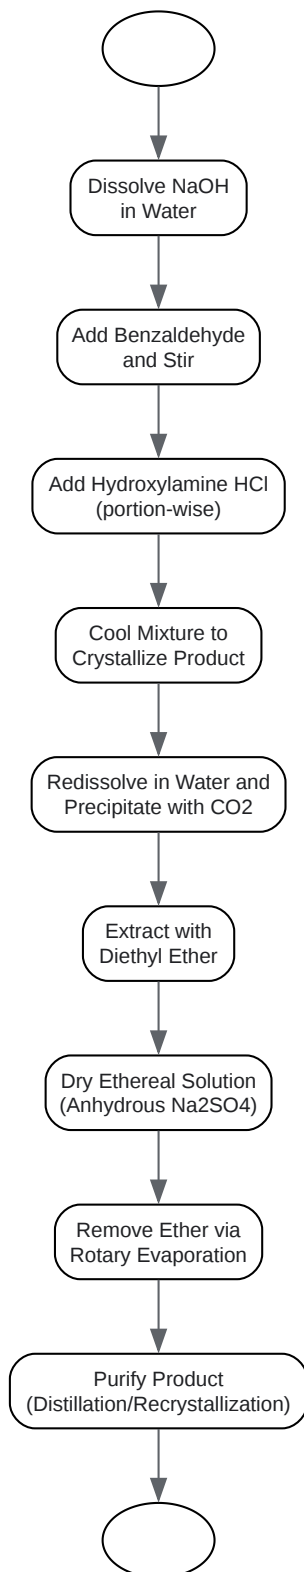 Dissolve NaOH
in Water
Add Benzaldehyde
and Stir
Add Hydroxylamine HCl
(portion-wise)
Cool Mixture to
Crystallize Product
Redissolve in Water and
Precipitate with CO2
Extract with
Diethyl Ether
Dry Ethereal Solution
(Anhydrous Na2SO4)
Remove Ether via
Rotary Evaporation
Purify Product
(Distillation/Recrystallization)